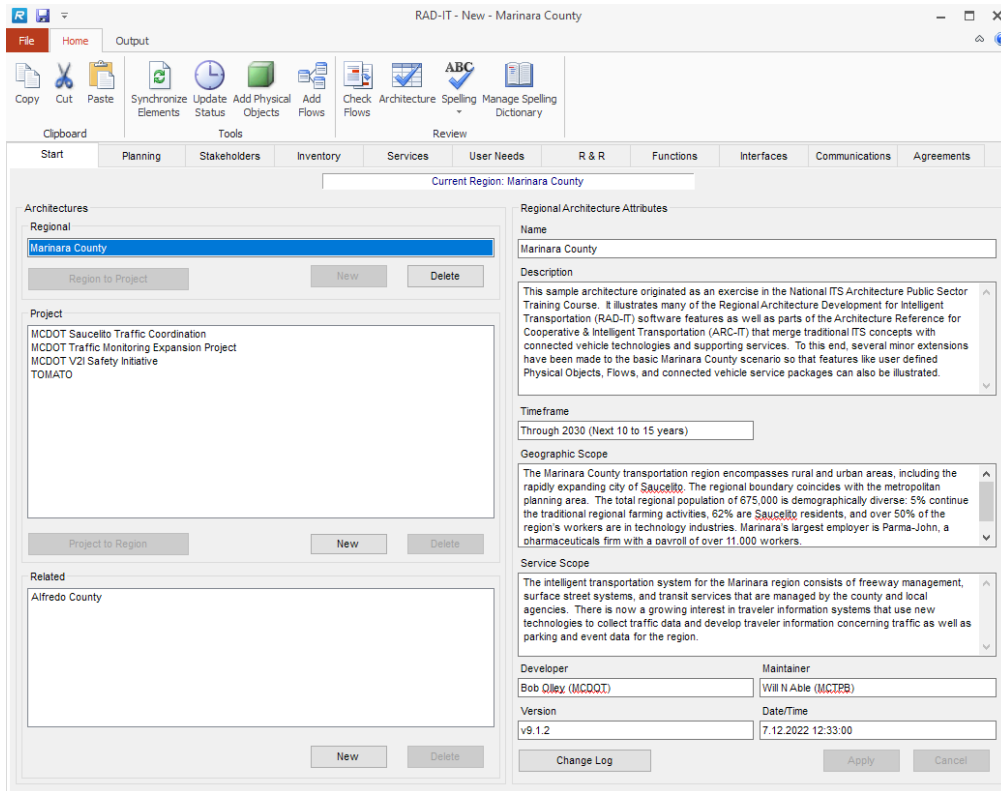 RAD-IT - New - Marinara County
File Home Output
Copy Cut Paste Synchronize Elements Update Status Add Physical Objects Add Flows Check Flows Architecture Spelling Manage Spelling Dictionary
ABC
Clipboard Tools Review
Start Planning Stakeholders Inventory Services User Needs R & R Functions Interfaces Communications Agreements
Current Region: Marinara County
Architectures
Regional
Marinara County
Region to Project New Delete
Project
MCDOT Saucelito Traffic Coordination
MCDOT Traffic Monitoring Expansion Project
MCDOT V2I Safety Initiative
TOMATO
Project to Region New Delete
Related
Alfredo County
New Delete
Regional Architecture Attributes
Name
Marinara County
Description
This sample architecture originated as an exercise in the National ITS Architecture Public Sector
Training Course. It illustrates many of the Regional Architecture Development for Intelligent
Transportation (RAD-IT) software features as well as parts of the Architecture Reference for
Cooperative & Intelligent Transportation (ARC-IT) that merge traditional ITS concepts with
connected vehicle technologies and supporting services. To this end, several minor extensions
have been made to the basic Marinara County scenario so that features like user defined
Physical Objects, Flows, and connected vehicle service packages can also be illustrated.
Timeframe
Through 2030 (Next 10 to 15 years)
Geographic Scope
The Marinara County transportation region encompasses rural and urban areas, including the
rapidly expanding city of Saucelito. The regional boundary coincides with the metropolitan
planning area. The total regional population of 675,000 is demographically diverse: 5% continue
the traditional regional farming activities, 62% are Saucelito residents, and over 50% of the
region's workers are in technology industries. Marinara's largest employer is Parma-John, a
pharmaceuticals firm with a payroll of over 11,000 workers.
Service Scope
The intelligent transportation system for the Marinara region consists of freeway management,
surface street systems, and transit services that are managed by the county and local
agencies. There is now a growing interest in traveler information systems that use new
technologies to collect traffic data and develop traveler information concerning traffic as well as
parking and event data for the region.
Developer Maintainer
Bob Olley (MCDOT) Will N Able (MCTPB)
Version Date/Time
v9.1.2 7.12.2022 12:33:00
Change Log Apply Cancel